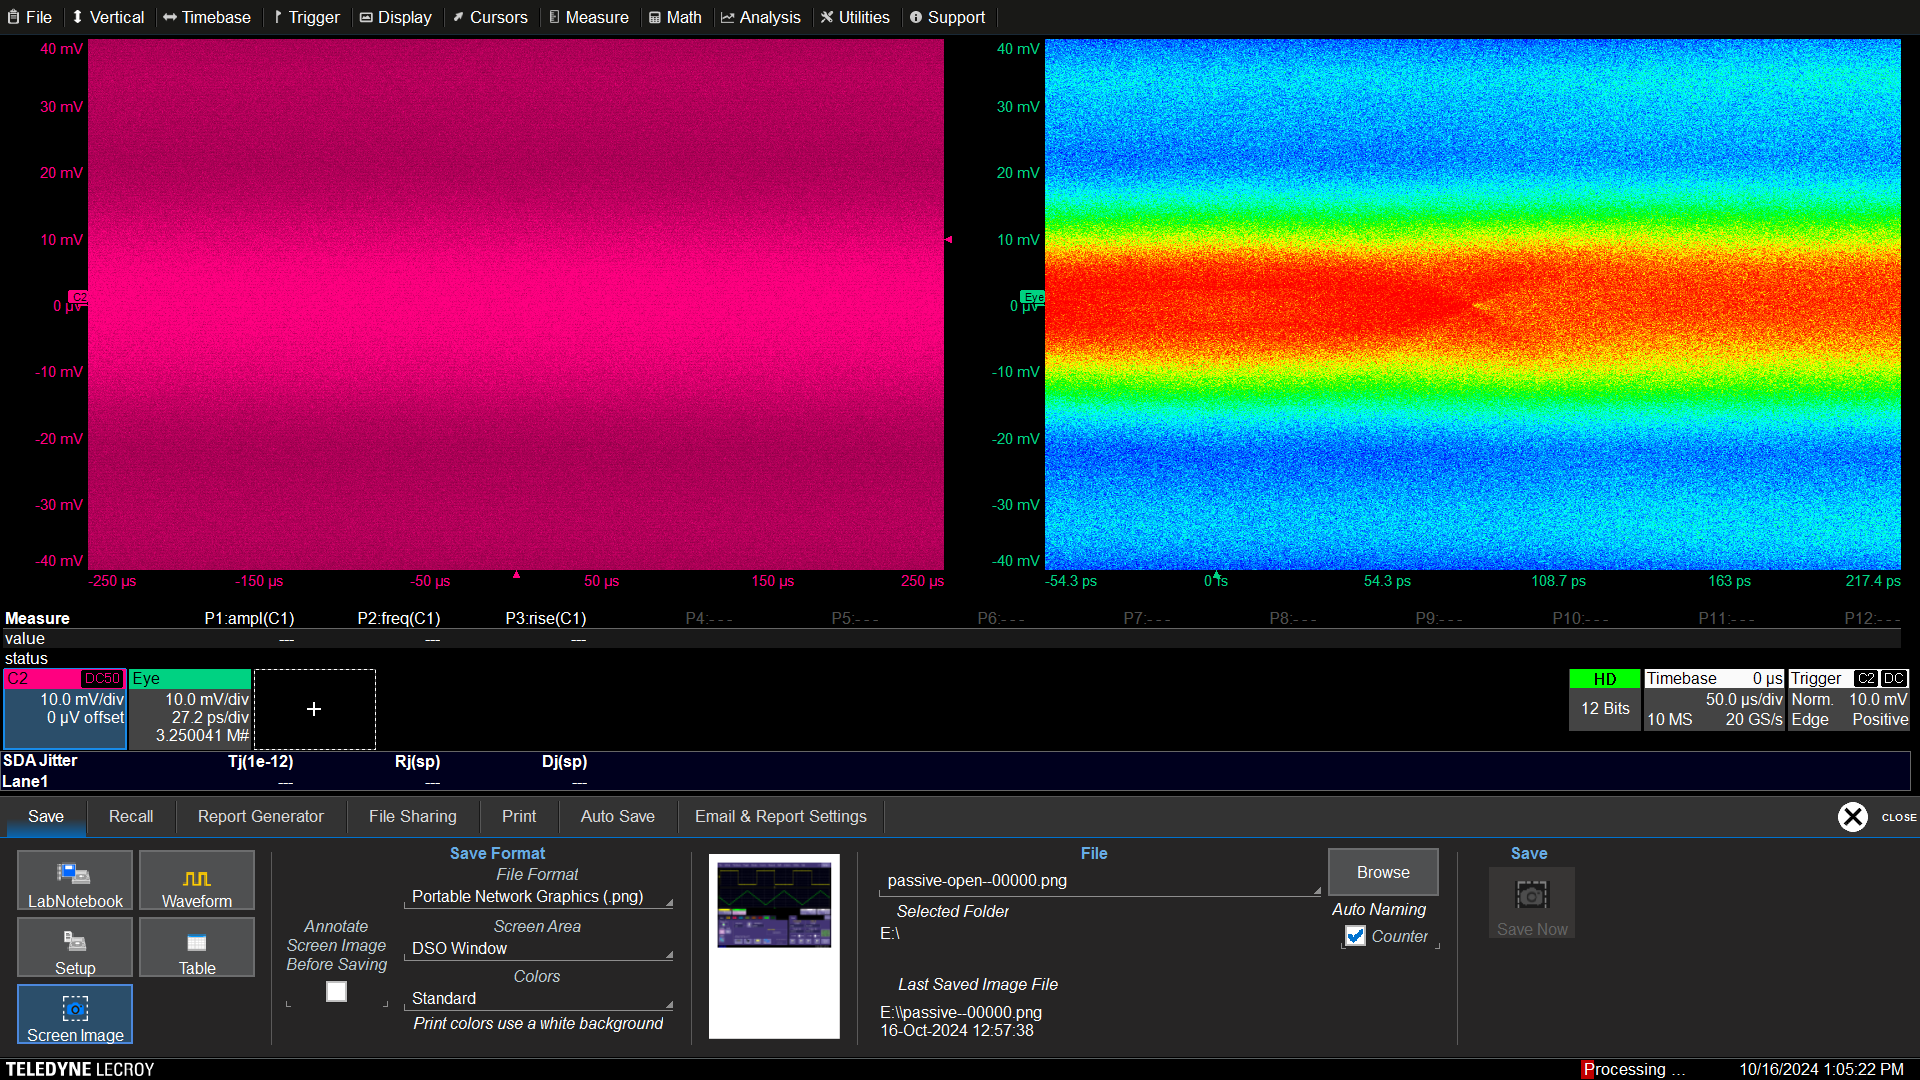 File Vertical Timebase Trigger Display Cursors Measure Math Analysis Utilities Support
40 mV
30 mV
20 mV
10 mV
C2
0 µV
-10 mV
-20 mV
-30 mV
-40 mV
-250 µs -150 µs -50 µs 50 µs 150 µs 250 µs
40 mV
30 mV
20 mV
10 mV
Eye
0 µV
-10 mV
-20 mV
-30 mV
-40 mV
-54.3 ps 0 fs 54.3 ps 108.7 ps 163 ps 217.4 ps
Measure P1:ampl(C1) P2:freq(C1) P3:rise(C1) P4:- - - P5:- - - P6:- - - P7:- - - P8:- - - P9:- - - P10:- - - P11:- - - P12:- - -
value --- --- ---
status
C2 DC50
10.0 mV/div
0 µV offset
Eye
10.0 mV/div
27.2 ps/div
3.250041 M#
+
HD
12 Bits
Timebase 0 µs
50.0 µs/div
10 MS 20 GS/s
Trigger C2 DC
Norm. 10.0 mV
Edge Positive
SDA Jitter Tj(1e-12) Rj(sp) Dj(sp)
Lane1 --- --- ---
Save Recall Report Generator File Sharing Print Auto Save Email & Report Settings CLOSE
LabNotebook Waveform
Setup Table
Screen Image
Annotate
Screen Image
Before Saving
Save Format
File Format
Portable Network Graphics (.png)
Screen Area
DSO Window
Colors
Standard
Print colors use a white background
File
passive-open--00000.png
Browse
Selected Folder
E:\
Auto Naming
Counter
Last Saved Image File
E:\\passive--00000.png
16-Oct-2024 12:57:38
Save
Save Now
TELEDYNE LECROY Processing ... 10/16/2024 1:05:22 PM